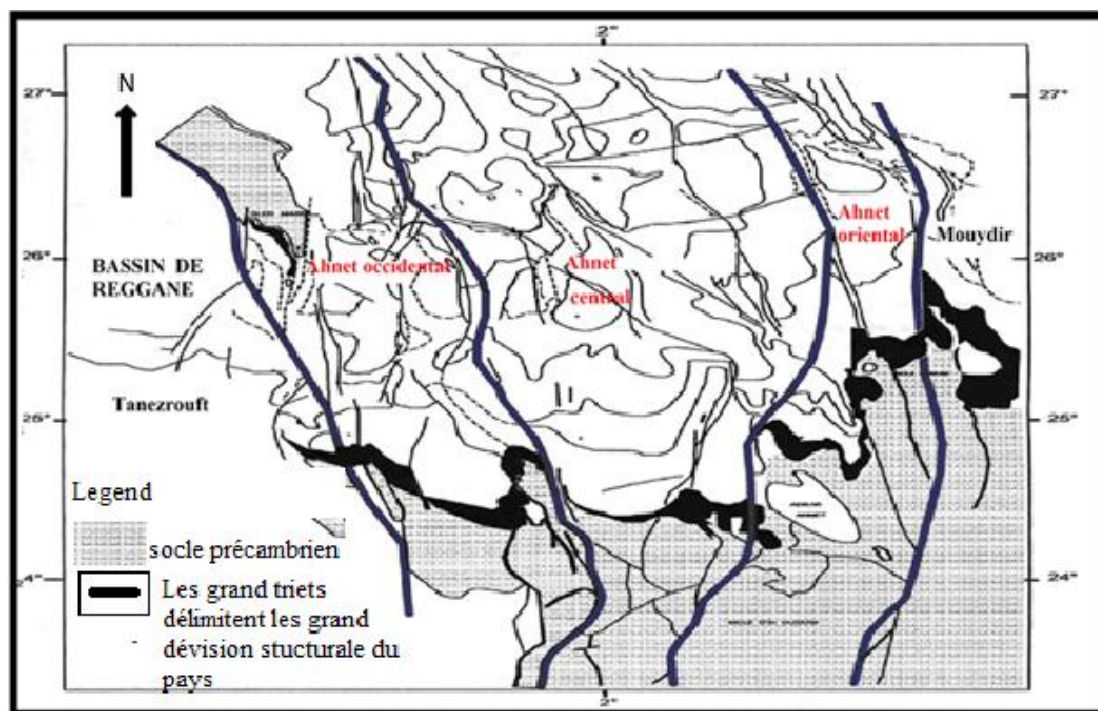 2°
N
27°
27°
Ahnet occidental
Ahnet
central
Ahnet
oriental
Mouydir
26°
26°
BASSIN DE
REGGANE
Tanezrouft
25°
25°
Legend
socle précambrien
24°
24°
Les grand triets
délimitent les grand
dévision stucturale du
pays
2°